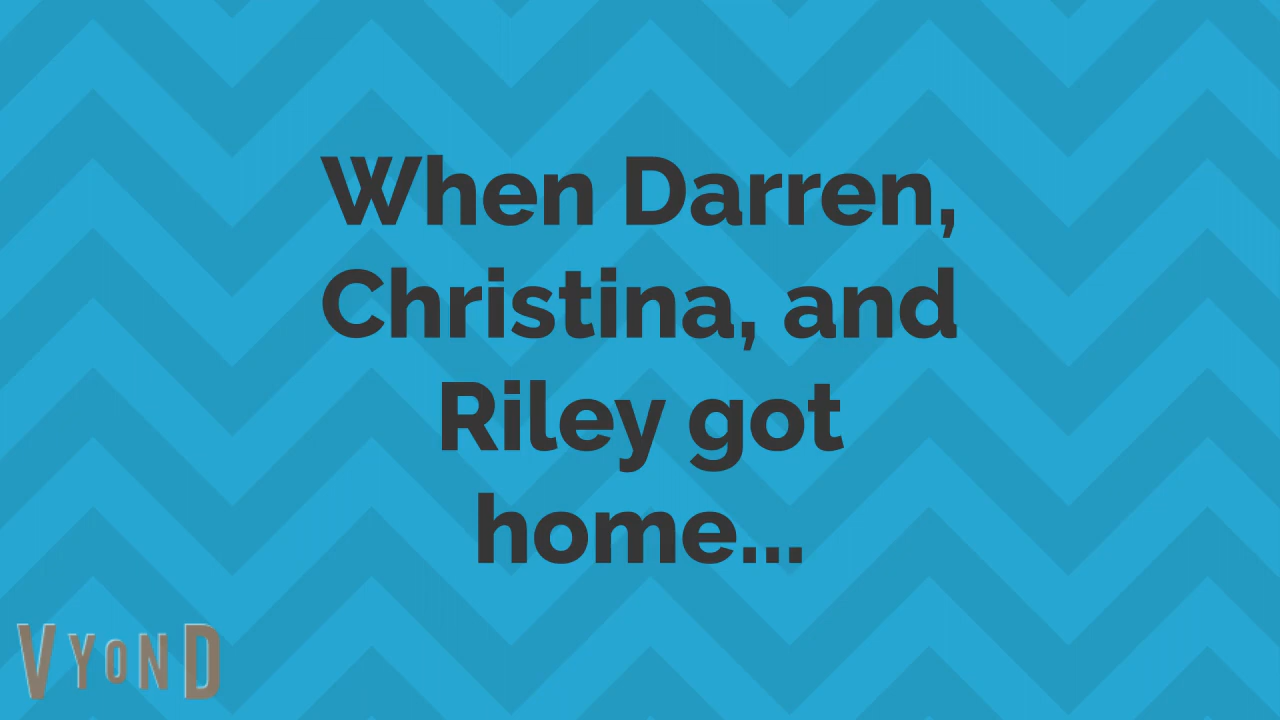 When Darren,
Christina, and
Riley got
home...
VYOND